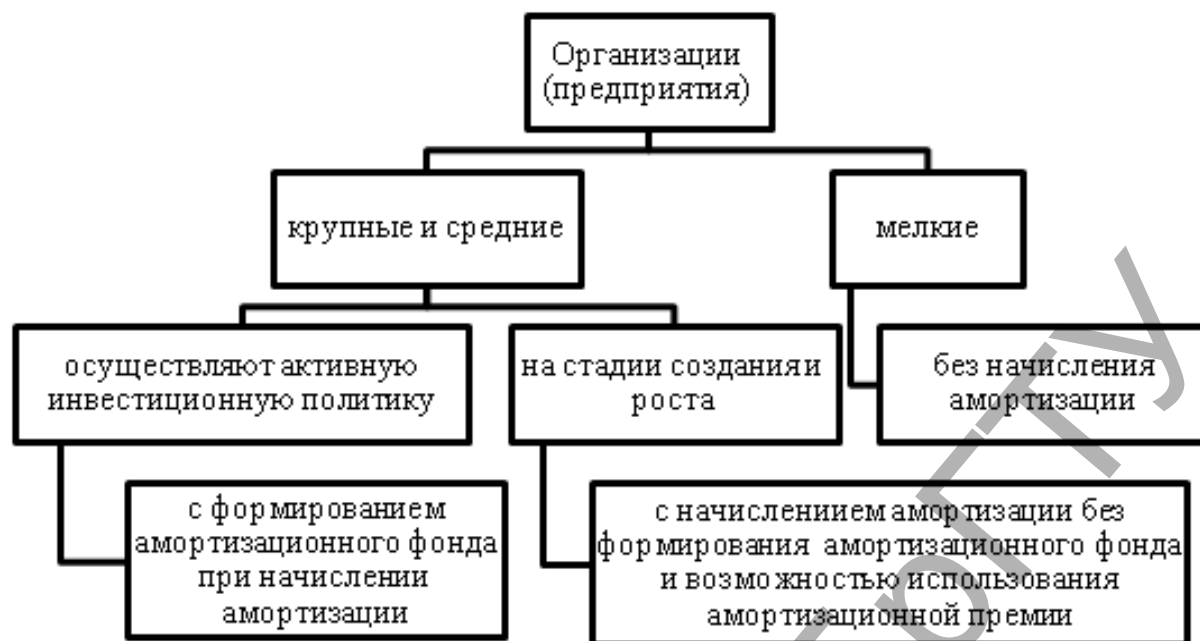 Организации
(предприятия)
крупные и средние
мелкие
осуществляют активную
инвестиционную политику
на стадии создания и
роста
без начисления
амортизации
с формированием
амортизационного фонда
при начислении
амортизации
с начислениием амортизации без
формирования амортизационного фонда
и возможностью использования
амортизационной премии